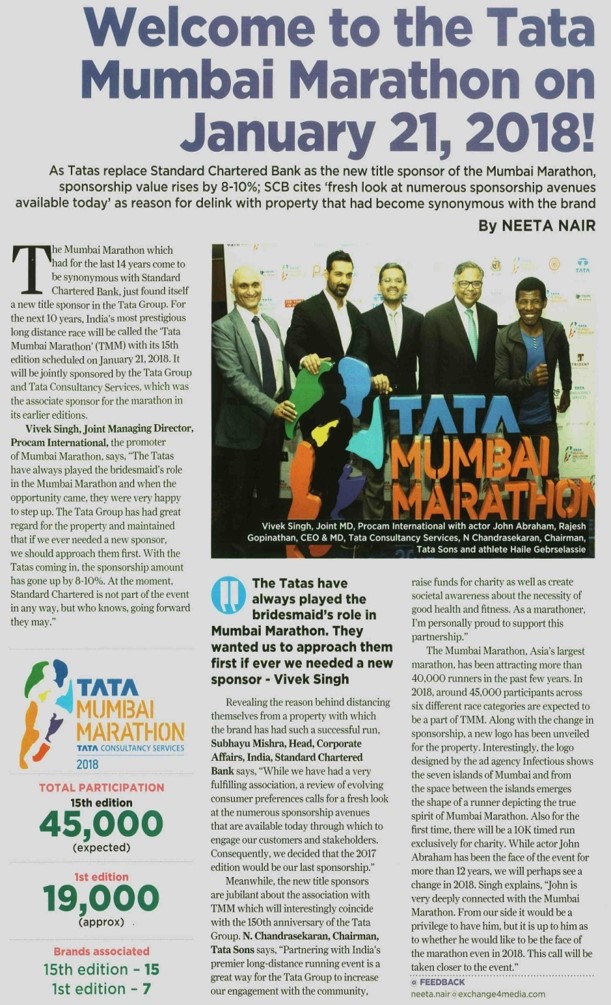 Welcome to the Tata
Mumbai Marathon on
January 21, 2018!
As Tatas replace Standard Chartered Bank as the new title sponsor of the Mumbai Marathon,
sponsorship value rises by 8-10%; SCB cites ‘fresh look at numerous sponsorship avenues
available today’ as reason for delink with property that had become synonymous with the brand
By NEETA NAIR
The Mumbai Marathon which
had for the last 14 years come to
be synonymous with Standard
Chartered Bank, just found itself
a new title sponsor in the Tata Group. For
the next 10 years, India's most prestigious
long distance race will be called the ‘Tata
Mumbai Marathon’ (TMM) with its 15th
edition scheduled on January 21, 2018. It
will be jointly sponsored by the Tata Group
and Tata Consultancy Services, which was
the associate sponsor for the marathon in
its earlier editions.
Vivek Singh, Joint Managing Director,
Procam International, the promoter
of Mumbai Marathon, says, “The Tatas
have always played the bridesmaid's role
in the Mumbai Marathon and when the
opportunity came, they were very happy
to step up. The Tata Group has had great
regard for the property and maintained
that if we ever needed a new sponsor,
we should approach them first. With the
Tatas coming in, the sponsorship amount
has gone up by 8-10%. At the moment,
Standard Chartered is not part of the event
in any way, but who knows, going forward
they may.”
TATA
MUMBAI
MARATHON
TATA CONSULTANCY SERVICES
2018
TOTAL PARTICIPATION
15th edition
45,000
(expected)
1st edition
19,000
(approx)
Brands associated
15th edition – 15
1st edition – 7
TATA
TATA
MUMBAI
MARATHON
Vivek Singh, Joint MD, Procam International with actor John Abraham, Rajesh
Gopinathan, CEO & MD, Tata Consultancy Services, N Chandrasekaran, Chairman,
Tata Sons and athlete Haile Gebrselassie
The Tatas have
always played the
bridesmaid's role in
Mumbai Marathon. They
wanted us to approach them
first if ever we needed a new
sponsor - Vivek Singh
Revealing the reason behind distancing
themselves from a property with which
the brand has had such a successful run,
Subhayu Mishra, Head, Corporate
Affairs, India, Standard Chartered
Bank says, “While we have had a very
fulfilling association, a review of evolving
consumer preferences calls for a fresh look
at the numerous sponsorship avenues
that are available today through which to
engage our customers and stakeholders.
Consequently, we decided that the 2017
edition would be our last sponsorship.”
Meanwhile, the new title sponsors
are jubilant about the association with
TMM which will interestingly coincide
with the 150th anniversary of the Tata
Group. N. Chandrasekaran, Chairman,
Tata Sons says, “Partnering with India's
premier long-distance running event is a
great way for the Tata Group to increase
our engagement with the community,
raise funds for charity as well as create
societal awareness about the necessity of
good health and fitness. As a marathoner,
I'm personally proud to support this
partnership.”
The Mumbai Marathon, Asia's largest
marathon, has been attracting more than
40,000 runners in the past few years. In
2018, around 45,000 participants across
six different race categories are expected to
be a part of TMM. Along with the change in
sponsorship, a new logo has been unveiled
for the property. Interestingly, the logo
designed by the ad agency Infectious shows
the seven islands of Mumbai and from
the space between the islands emerges
the shape of a runner depicting the true
spirit of Mumbai Marathon. Also for the
first time, there will be a 10K timed run
exclusively for charity. While actor John
Abraham has been the face of the event for
more than 12 years, we will perhaps see a
change in 2018. Singh explains, “John is
very deeply connected with the Mumbai
Marathon. From our side it would be a
privilege to have him, but it is up to him as
to whether he would like to be the face of
the marathon even in 2018. This call will be
taken closer to the event.”
@ FEEDBACK
neeta.nair@exchange4media.com